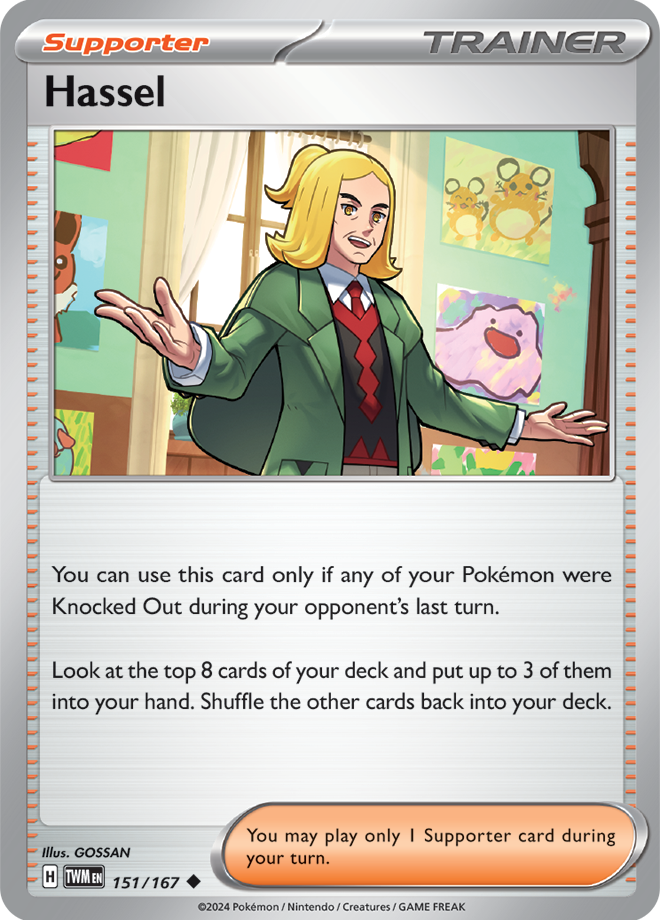 Supporter
TRAINER
Hassel
You can use this card only if any of your Pokémon were
Knocked Out during your opponent's last turn.
Look at the top 8 cards of your deck and put up to 3 of them
into your hand. Shuffle the other cards back into your deck.
You may play only 1 Supporter card during
your turn.
Illus. GOSSAN
H TWM EN 151/167
©2024 Pokémon / Nintendo / Creatures / GAME FREAK